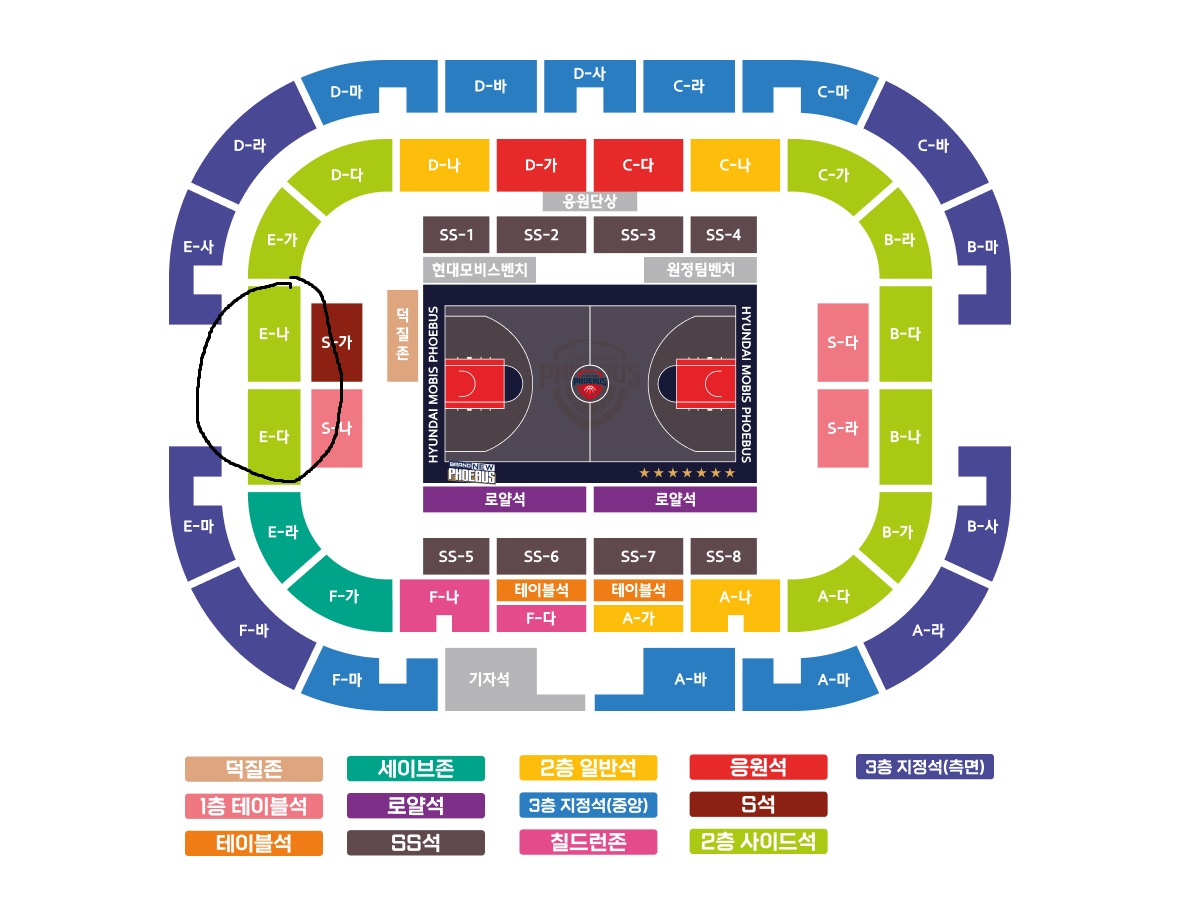 D-마
D-바
D-사
C-라
C-마
D-라
C-바
D-다
D-나
D-가
C-다
C-나
C-가
응원단상
E-사
E-가
SS-1
SS-2
SS-3
SS-4
B-라
B-마
현대모비스벤치
원정팀벤치
E-나
S-가
덕질존
HYUNDAI MOBIS PHOEBUS
PHOEBUS
HYUNDAI MOBIS PHOEBUS
S-다
B-다
E-다
S-나
S-라
B-나
BRAND NEW
PHOEBUS
로얄석
로얄석
E-마
E-라
B-가
B-사
SS-5
SS-6
SS-7
SS-8
F-가
F-나
테이블석
테이블석
A-나
A-다
F-다
A-가
F-바
A-라
F-마
기자석
A-바
A-마
덕질존
세이브존
2층 일반석
응원석
3층 지정석(측면)
1층 테이블석
로얄석
3층 지정석(중앙)
S석
테이블석
SS석
칠드런존
2층 사이드석